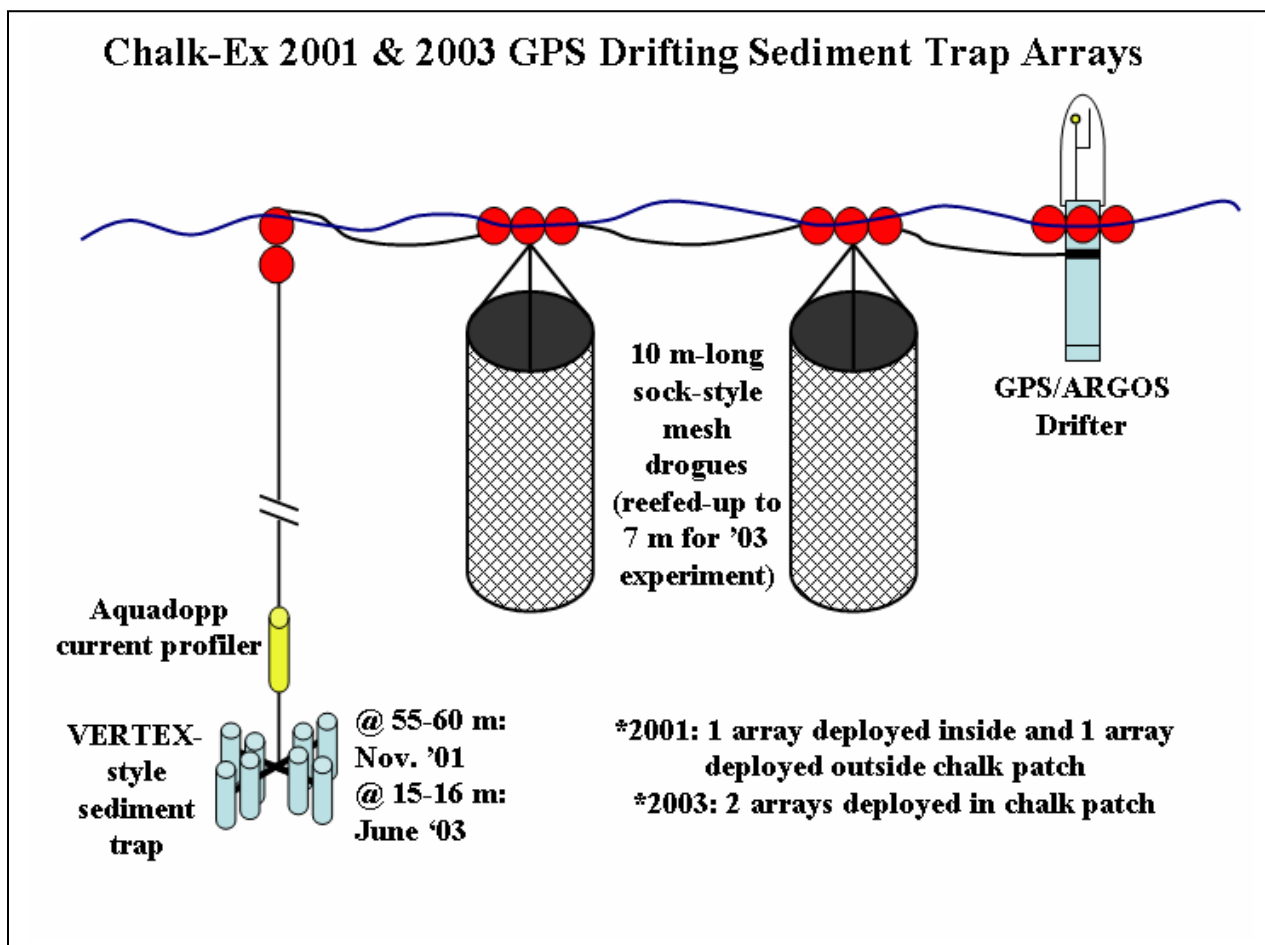 Chalk-Ex 2001 & 2003 GPS Drifting Sediment Trap Arrays
10 m-long
sock-style
mesh
drogues
(reefed-up to
7 m for ’03
experiment)
GPS/ARGOS
Drifter
Aquadopp
current profiler
VERTEX-
style
sediment
trap
@ 55-60 m:
Nov. ’01
@ 15-16 m:
June ‘03
*2001: 1 array deployed inside and 1 array
deployed outside chalk patch
*2003: 2 arrays deployed in chalk patch